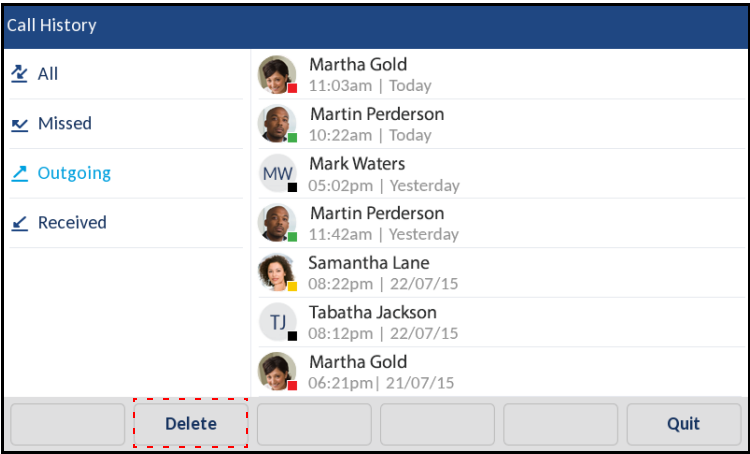 Call History
All
Missed
Outgoing
Received
Martha Gold
11:03am | Today
Martin Perderson
10:22am | Today
MW
Mark Waters
05:02pm | Yesterday
Martin Perderson
11:42am | Yesterday
Samantha Lane
08:22pm | 22/07/15
TJ
Tabatha Jackson
08:12pm | 22/07/15
Martha Gold
06:21pm| 21/07/15
Delete
Quit